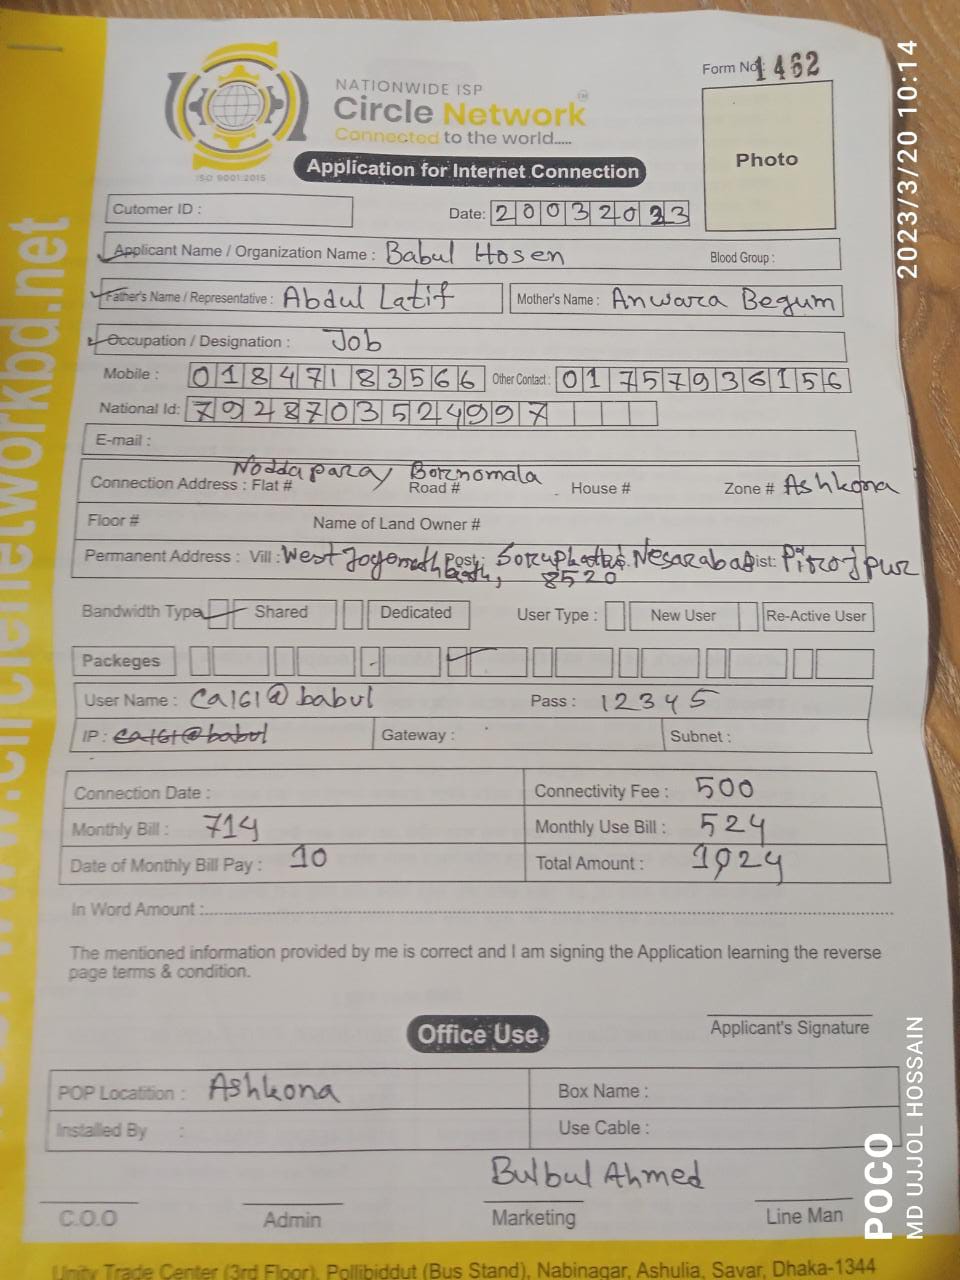 Form No: 1462
NATIONWIDE ISP
Circle Network
Connected to the world.....
ISO 9001:2015
Application for Internet Connection
Photo
Cutomer ID :
Date: 20032023
Applicant Name / Organization Name : Babul Hosen Blood Group :
Father's Name / Representative : Abdul Latif Mother's Name : Anwara Begum
Occupation / Designation : Job
Mobile : 01847183566 Other Contact : 01757936156
National Id: 7928703524997
E-mail :
Noddapara Bornomala
Connection Address : Flat # Road # House # Zone # Ashkona
Floor # Name of Land Owner #
Permanent Address : Vill : West Post: Nesarabad Dist: Pirojpur
8520
Bandwidth Type Shared Dedicated User Type : New User Re-Active User
Packeges
User Name : Ca161@babul Pass : 12345
IP : ca161@babul Gateway : Subnet :
Connection Date : Connectivity Fee : 500
Monthly Bill : 714 Monthly Use Bill : 524
Date of Monthly Bill Pay : 10 Total Amount : 1024
In Word Amount :
The mentioned information provided by me is correct and I am signing the Application learning the reverse
page terms & condition.
Applicant's Signature
Office Use
POP Locatition : Ashkona Box Name :
Installed By : Use Cable :
Bulbul Ahmed
C.O.O Admin Marketing Line Man
Unity Trade Center (3rd Floor), Pollibiddut (Bus Stand), Nabinagar, Ashulia, Savar, Dhaka-1344
www.circlenetworkbd.net
2023/3/20 10:14
POCO
MD UJJOL HOSSAIN